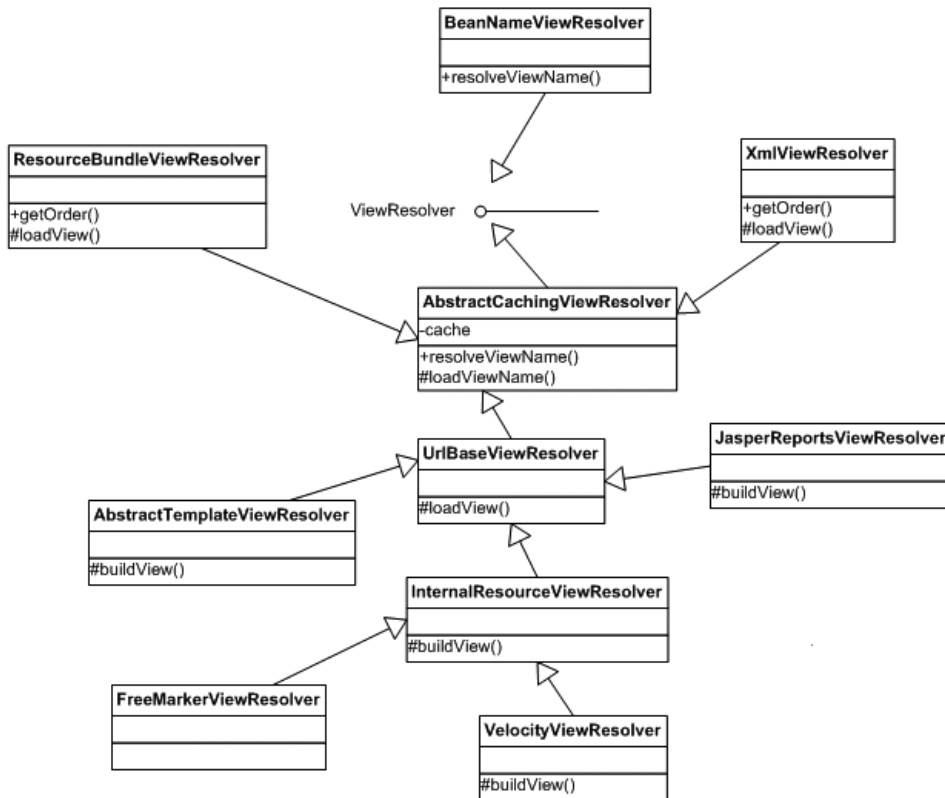 BeanNameViewResolver
+resolveViewName()
ResourceBundleViewResolver
+getOrder()
#loadView()
XmlViewResolver
+getOrder()
#loadView()
ViewResolver
AbstractCachingViewResolver
-cache
+resolveViewName()
#loadViewName()
UrlBaseViewResolver
#loadView()
JasperReportsViewResolver
#buildView()
AbstractTemplateViewResolver
#buildView()
InternalResourceViewResolver
#buildView()
FreeMarkerViewResolver
VelocityViewResolver
#buildView()